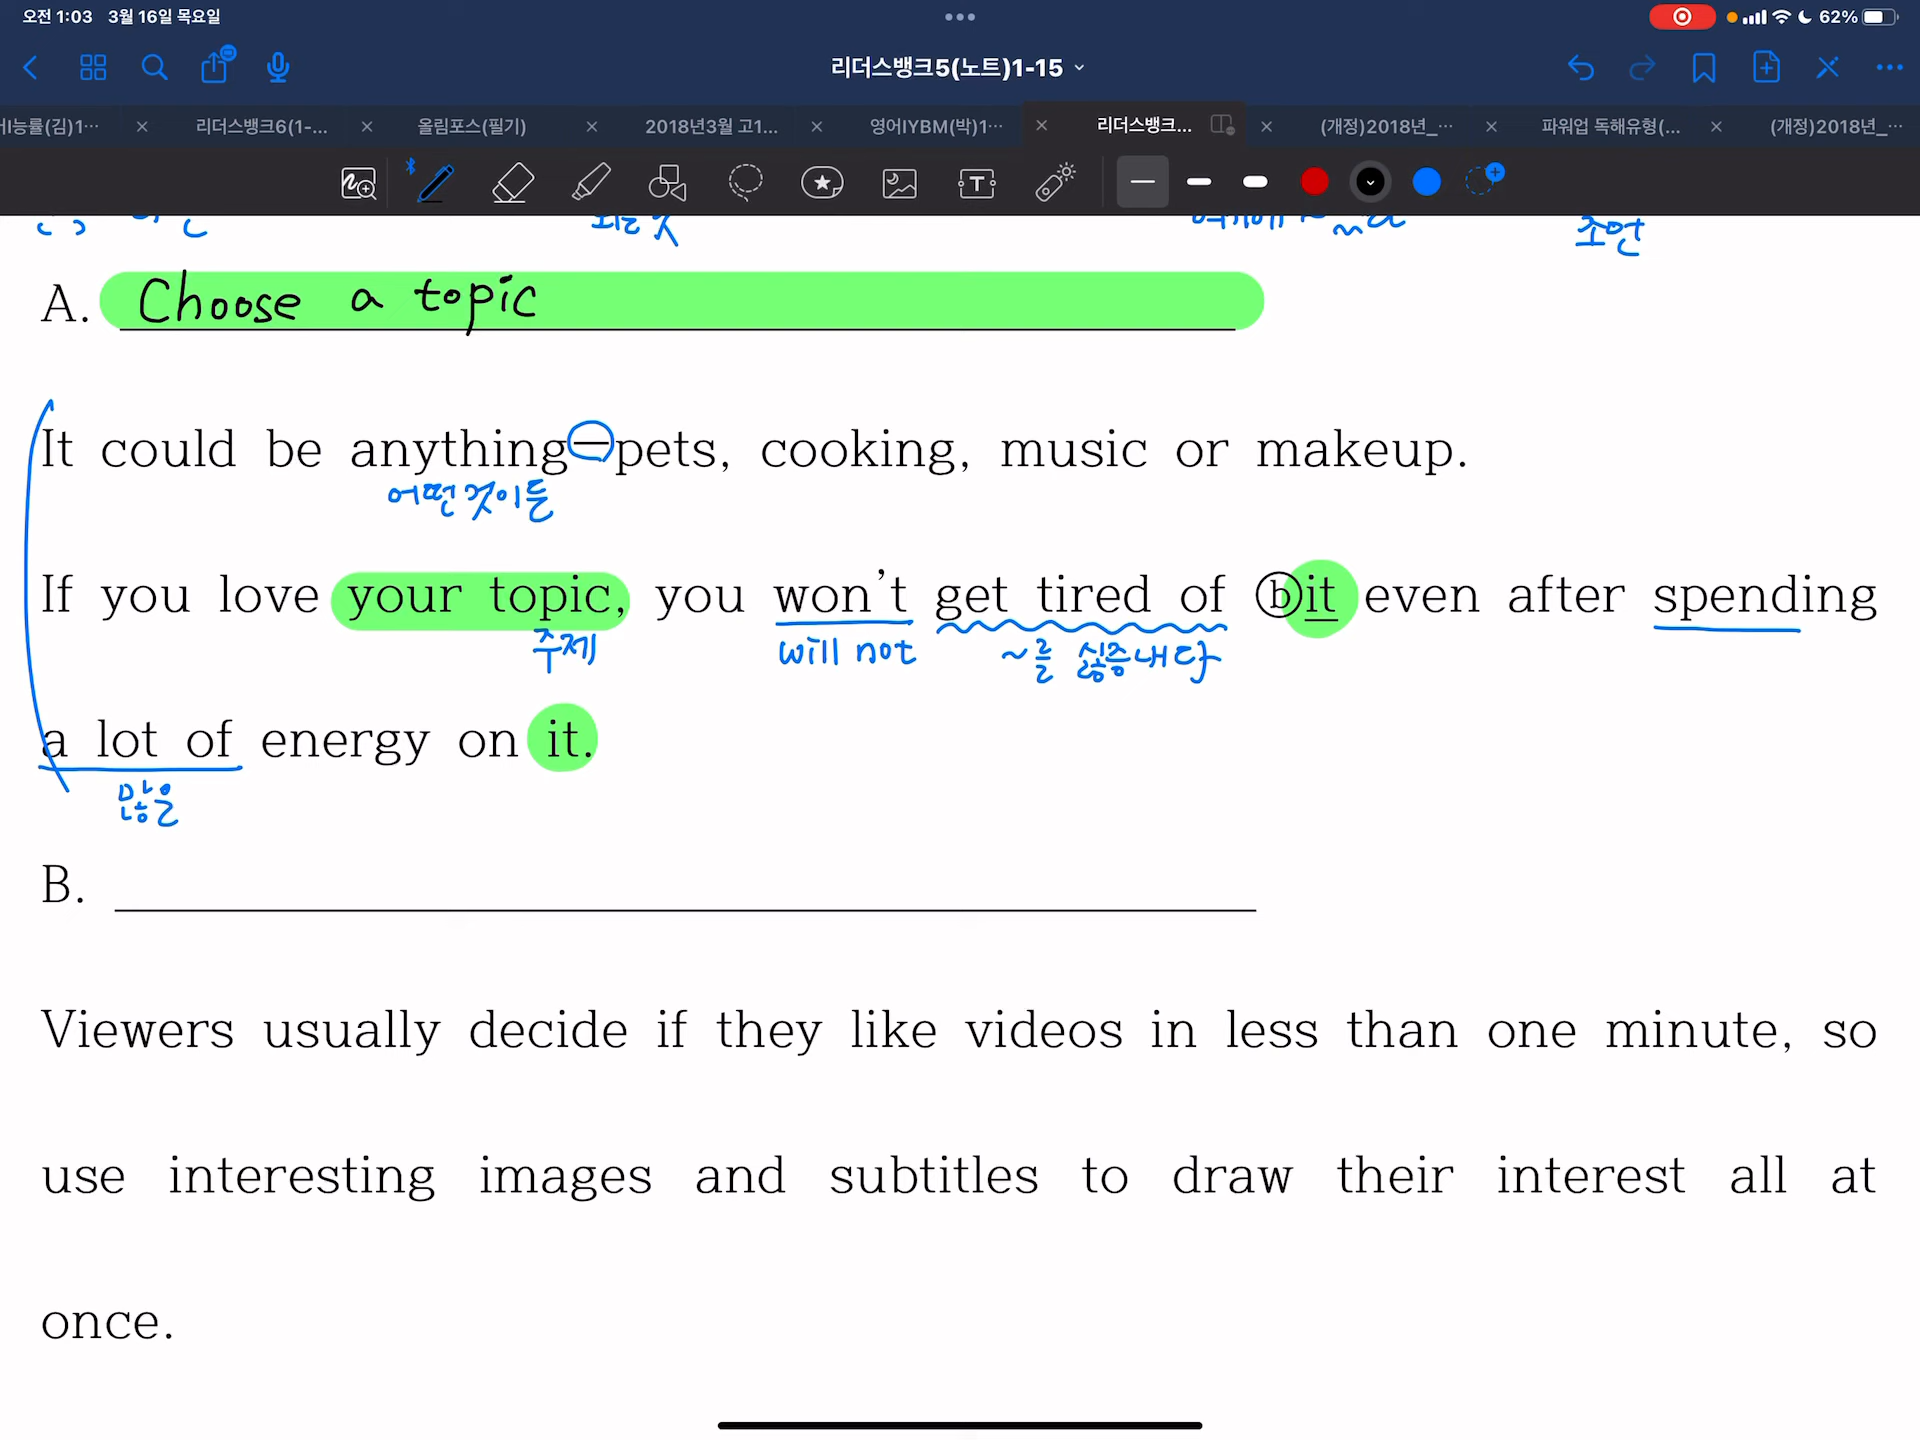 오전 1:03 3월 16일 목요일
62%
리더스뱅크5(노트)1-15
능률(김)1…
리더스뱅크6(1-...
올림포스(필기)
2018년3월 고1...
영어IYBM(박)1…
리더스뱅크...
(개정)2018년_…
파워업 독해유형(...
(개정)2018년_…
조언
A. Choose a topic
It could be anything—pets, cooking, music or makeup.
어떤것이든
If you love your topic, you won't get tired of ⓑit even after spending
주제 will not ~를 싫증내다
a lot of energy on it.
많은
B.
Viewers usually decide if they like videos in less than one minute, so
use interesting images and subtitles to draw their interest all at
once.